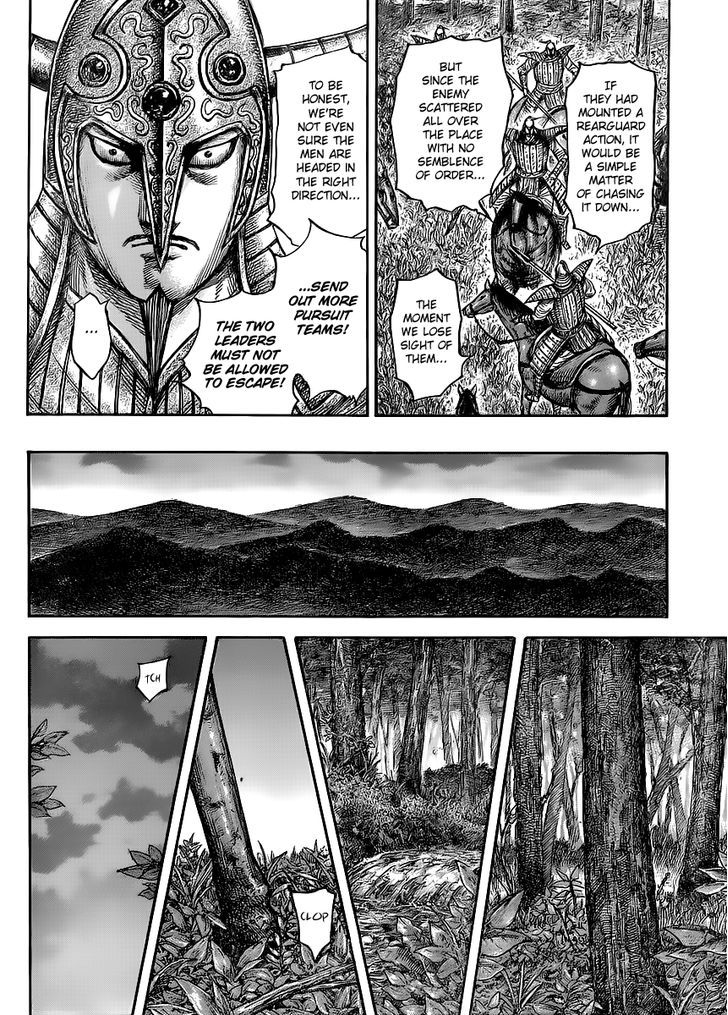 IF
THEY HAD
MOUNTED A
REARGUARD
ACTION, IT
WOULD BE
A SIMPLE
MATTER OF
CHASING
IT DOWN...
BUT
SINCE THE
ENEMY
SCATTERED
ALL OVER
THE PLACE
WITH NO
SEMBLENCE
OF ORDER...
THE
MOMENT
WE LOSE
SIGHT OF
THEM...
TO BE
HONEST,
WE'RE
NOT EVEN
SURE THE
MEN ARE
HEADED IN
THE RIGHT
DIRECTION...
...SEND
OUT MORE
PURSUIT
TEAMS!
THE TWO
LEADERS
MUST NOT
BE ALLOWED
TO ESCAPE!
...
CLOP
TCH